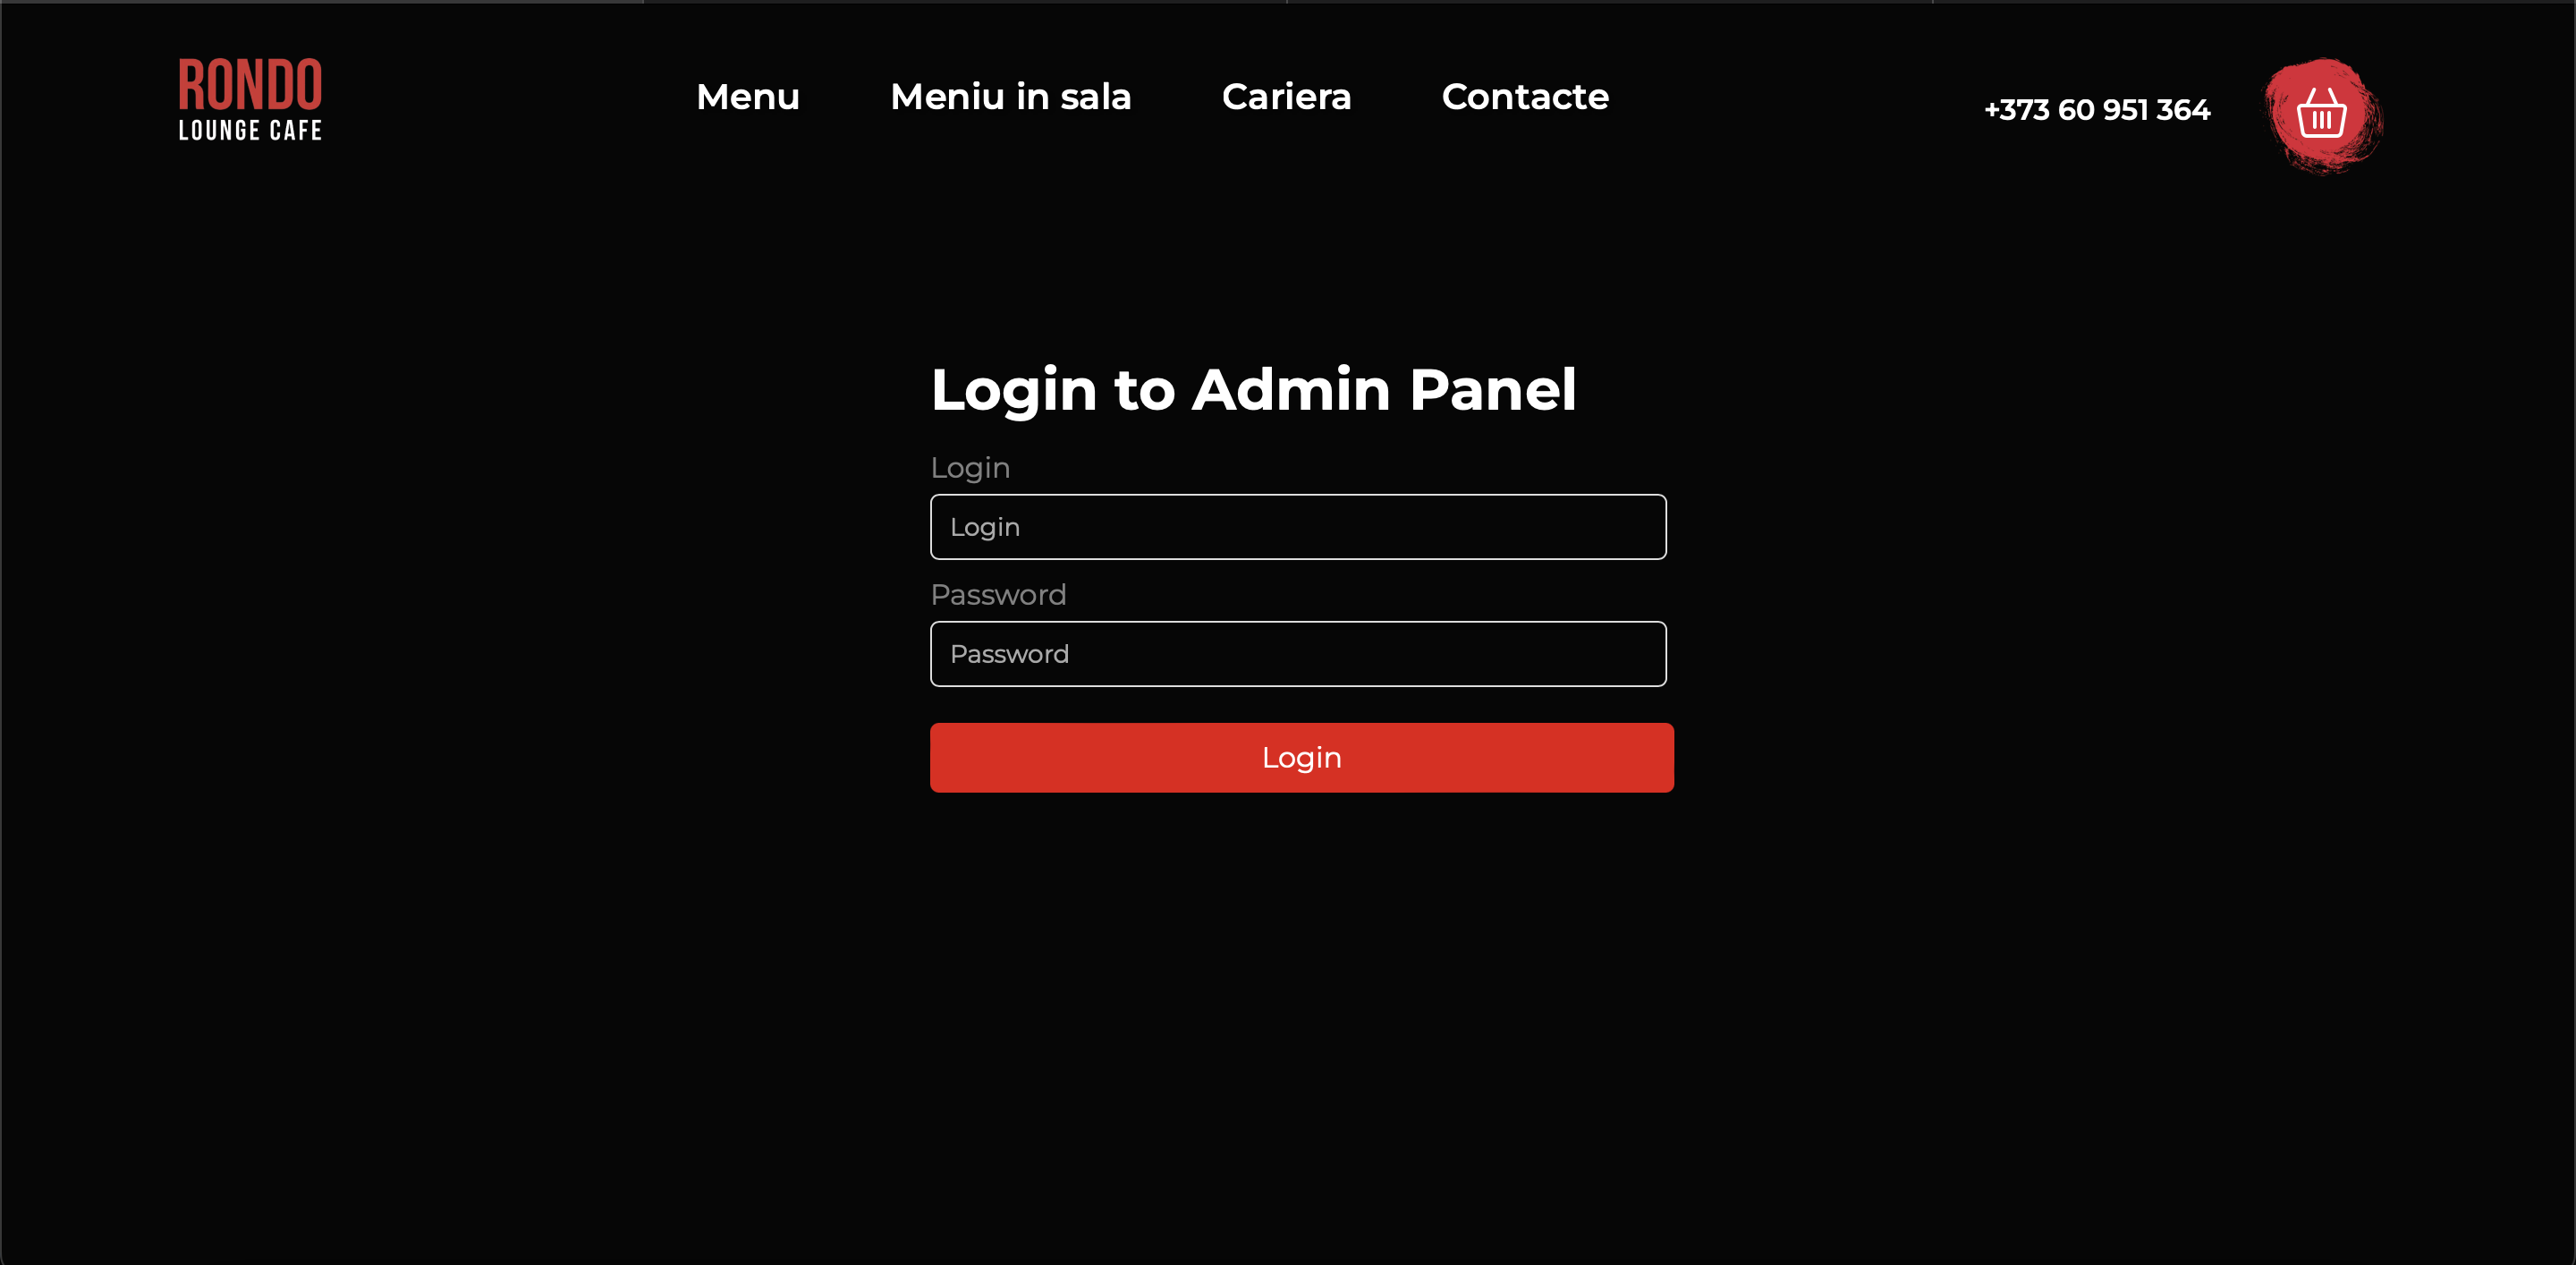 RONDO
LOUNGE CAFE
Menu
Meniu in sala
Cariera
Contacte
+373 60 951 364
Login to Admin Panel
Login
Login
Password
Password
Login